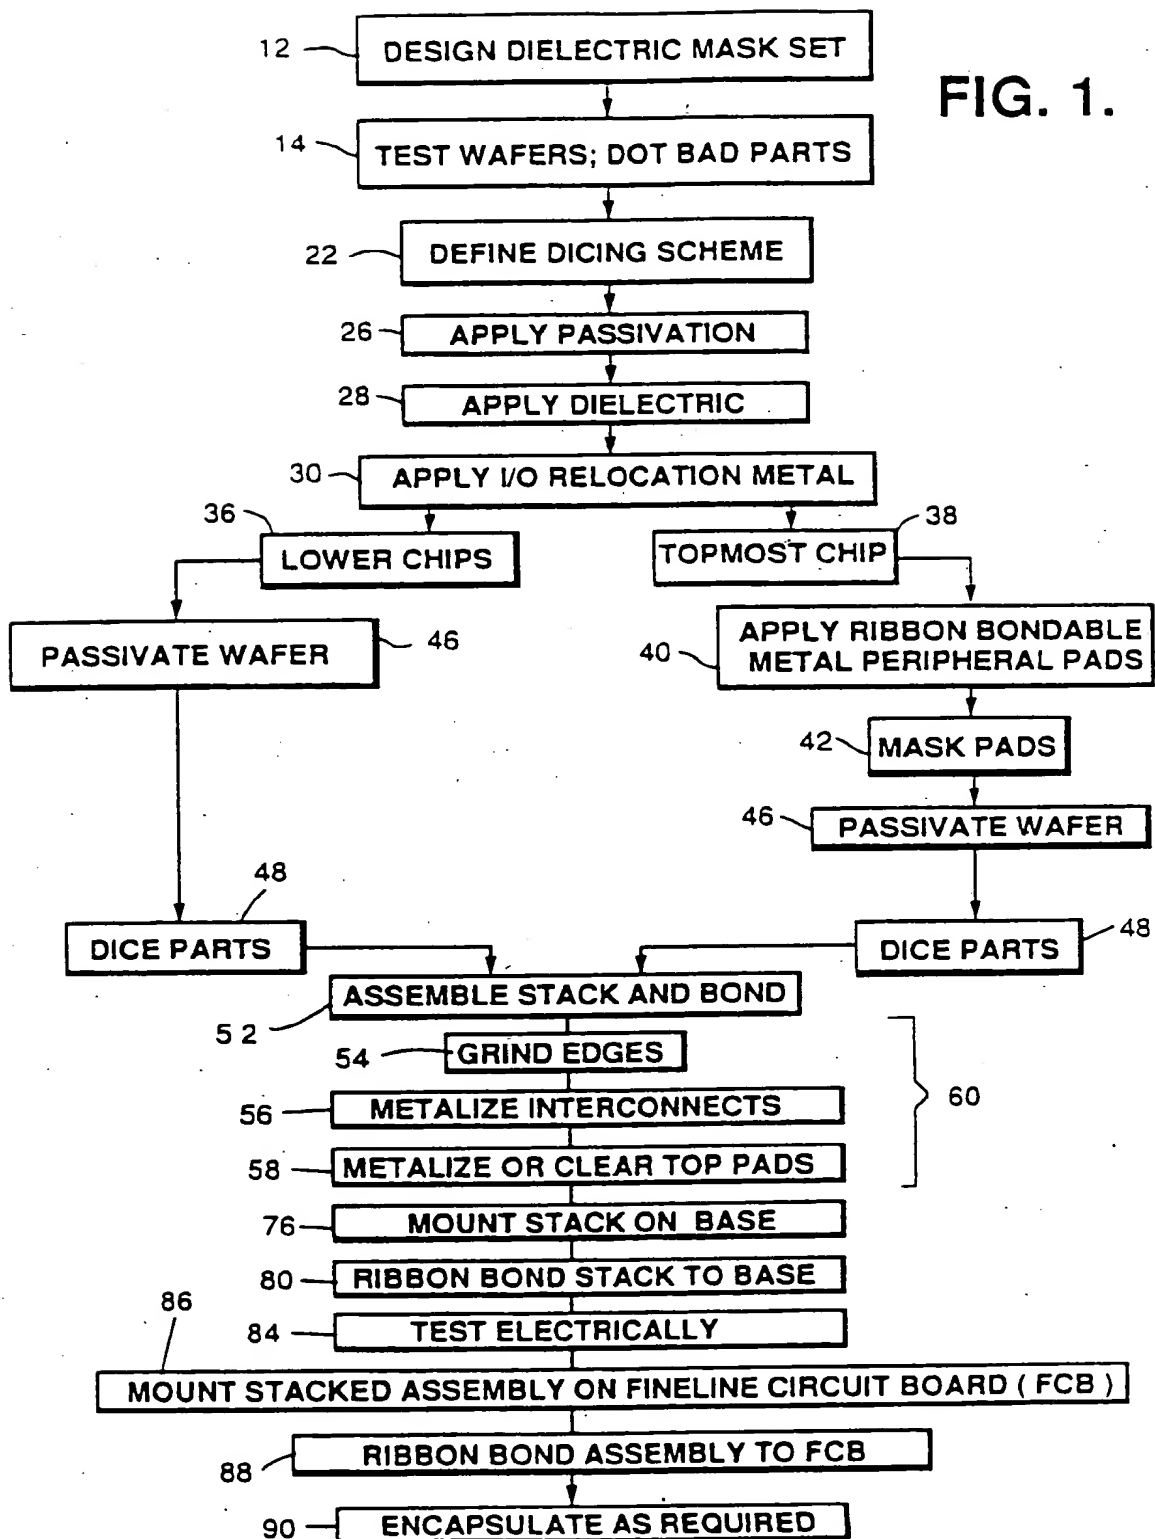 FIG. 1.
12
DESIGN DIELECTRIC MASK SET
14
TEST WAFERS; DOT BAD PARTS
22
DEFINE DICING SCHEME
26
APPLY PASSIVATION
28
APPLY DIELECTRIC
30
APPLY I/O RELOCATION METAL
36
LOWER CHIPS
38
TOPMOST CHIP
PASSIVATE WAFER
46
40
APPLY RIBBON BONDABLE
METAL PERIPHERAL PADS
42
MASK PADS
46
PASSIVATE WAFER
48
DICE PARTS
DICE PARTS
48
ASSEMBLE STACK AND BOND
52
54
GRIND EDGES
56
METALIZE INTERCONNECTS
60
58
METALIZE OR CLEAR TOP PADS
76
MOUNT STACK ON BASE
80
RIBBON BOND STACK TO BASE
86
84
TEST ELECTRICALLY
MOUNT STACKED ASSEMBLY ON FINELINE CIRCUIT BOARD ( FCB )
88
RIBBON BOND ASSEMBLY TO FCB
90
ENCAPSULATE AS REQUIRED